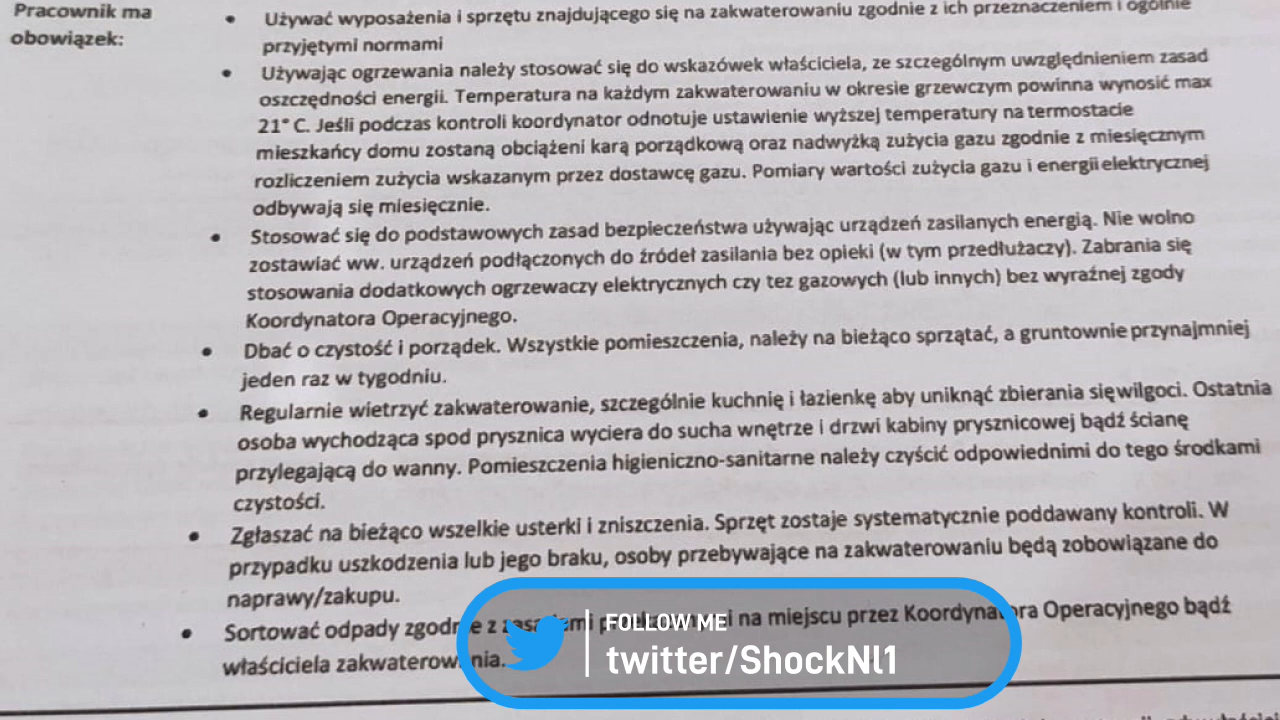 Pracownik ma
obowiązek:
• Używać wyposażenia i sprzętu znajdującego się na zakwaterowaniu zgodnie z ich przeznaczeniem i ogólnie
przyjętymi normami
• Używając ogrzewania należy stosować się do wskazówek właściciela, ze szczególnym uwzględnieniem zasad
oszczędności energii. Temperatura na każdym zakwaterowaniu w okresie grzewczym powinna wynosić max
21° C. Jeśli podczas kontroli koordynator odnotuje ustawienie wyższej temperatury na termostacie
mieszkańcy domu zostaną obciążeni karą porządkową oraz nadwyżką zużycia gazu zgodnie z miesięcznym
rozliczeniem zużycia wskazanym przez dostawcę gazu. Pomiary wartości zużycia gazu i energii elektrycznej
odbywają się miesięcznie.
• Stosować się do podstawowych zasad bezpieczeństwa używając urządzeń zasilanych energią. Nie wolno
zostawiać ww. urządzeń podłączonych do źródeł zasilania bez opieki (w tym przedłużaczy). Zabrania się
stosowania dodatkowych ogrzewaczy elektrycznych czy tez gazowych (lub innych) bez wyraźnej zgody
Koordynatora Operacyjnego.
• Dbać o czystość i porządek. Wszystkie pomieszczenia, należy na bieżąco sprzątać, a gruntownie przynajmniej
jeden raz w tygodniu.
• Regularnie wietrzyć zakwaterowanie, szczególnie kuchnię i łazienkę aby uniknąć zbierania sięwilgoci. Ostatnia
osoba wychodząca spod prysznica wyciera do sucha wnętrze i drzwi kabiny prysznicowej bądź ścianę
przylegającą do wanny. Pomieszczenia higieniczno-sanitarne należy czyścić odpowiednimi do tego środkami
czystości.
• Zgłaszać na bieżąco wszelkie usterki i zniszczenia. Sprzęt zostaje systematycznie poddawany kontroli. W
przypadku uszkodzenia lub jego braku, osoby przebywające na zakwaterowaniu będą zobowiązane do
naprawy/zakupu.
• Sortować odpady zgodnie z zasadami na miejscu przez Koordynatora Operacyjnego bądź
właściciela zakwaterowania.
FOLLOW ME
twitter/ShockNl1